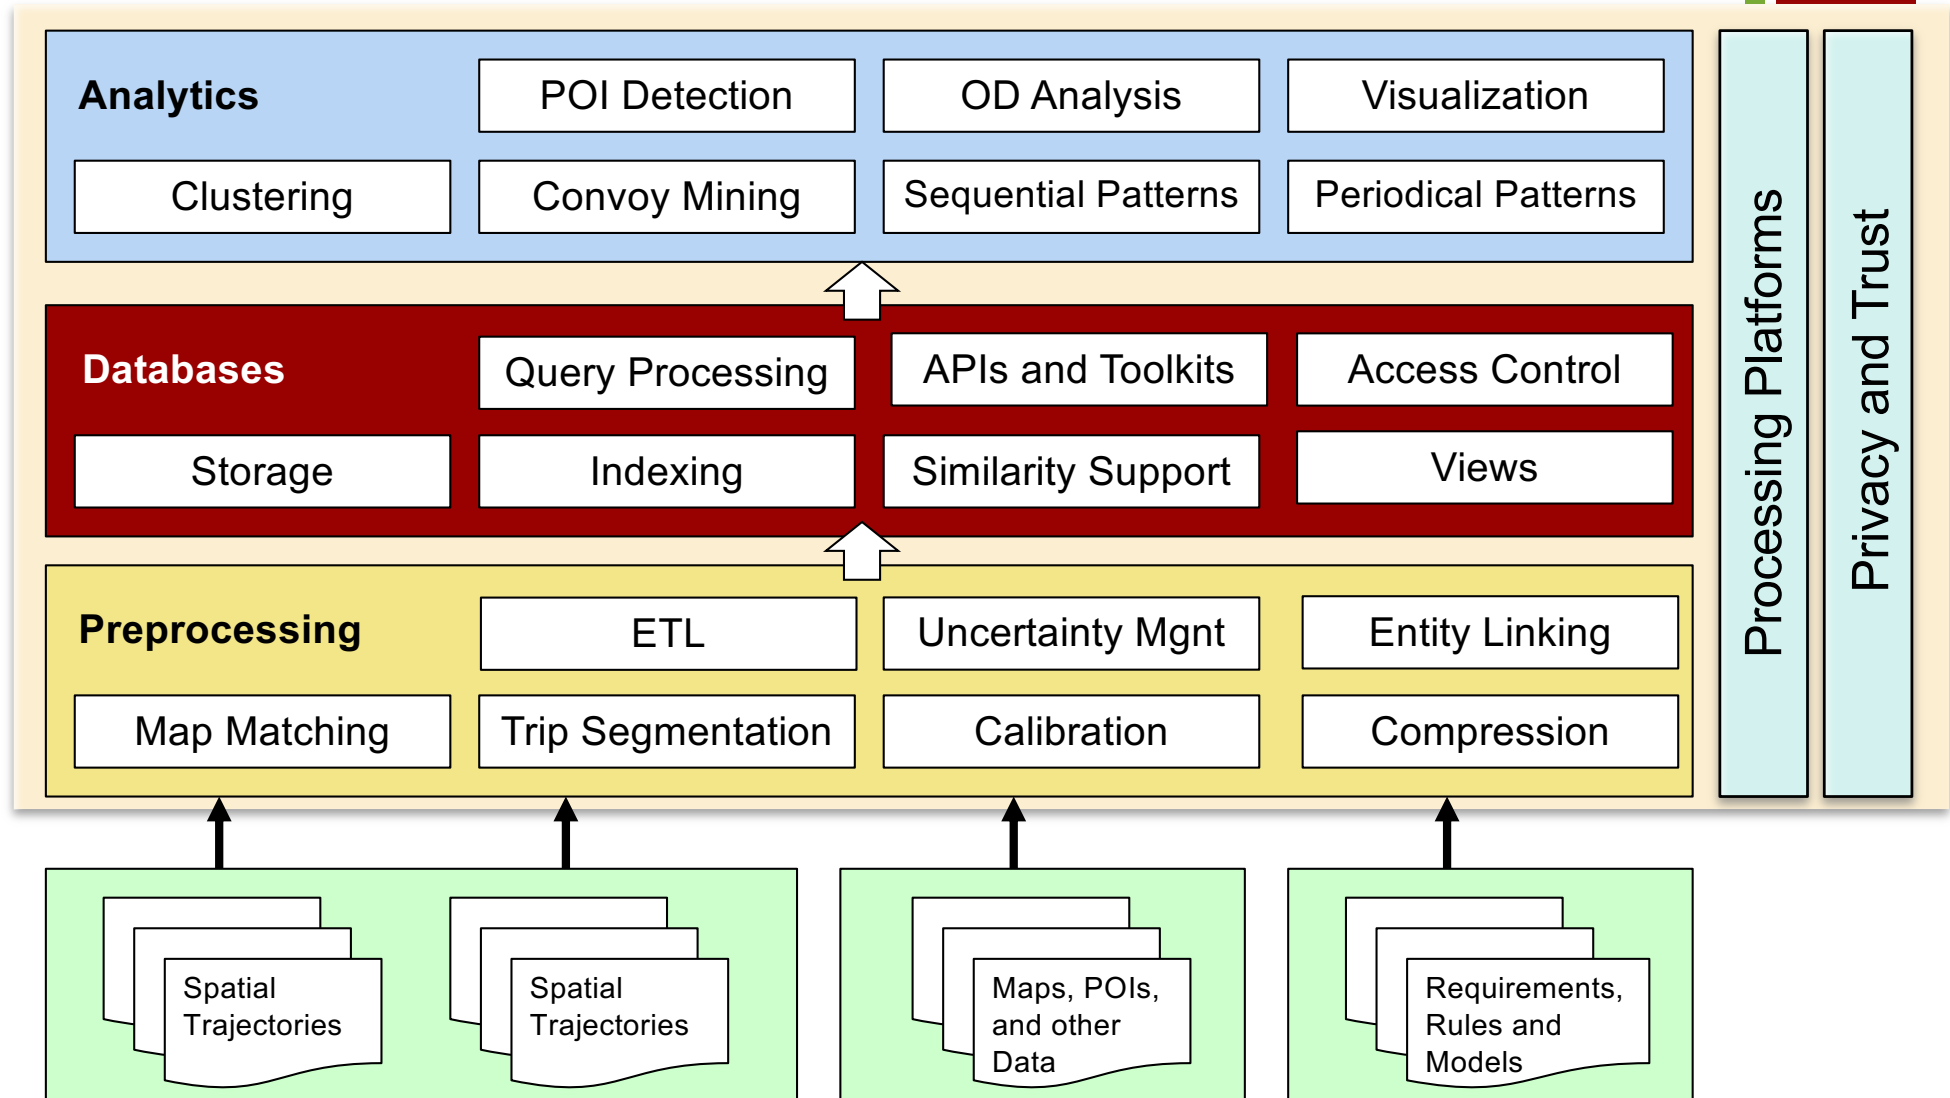 Analytics
POI Detection
OD Analysis
Visualization
Clustering
Convoy Mining
Sequential Patterns
Periodical Patterns
Databases
Query Processing
APIs and Toolkits
Access Control
Storage
Indexing
Similarity Support
Views
Preprocessing
ETL
Uncertainty Mgnt
Entity Linking
Map Matching
Trip Segmentation
Calibration
Compression
Processing Platforms
Privacy and Trust
Spatial
Trajectories
Spatial
Trajectories
Maps, POIs,
and other
Data
Requirements,
Rules and
Models